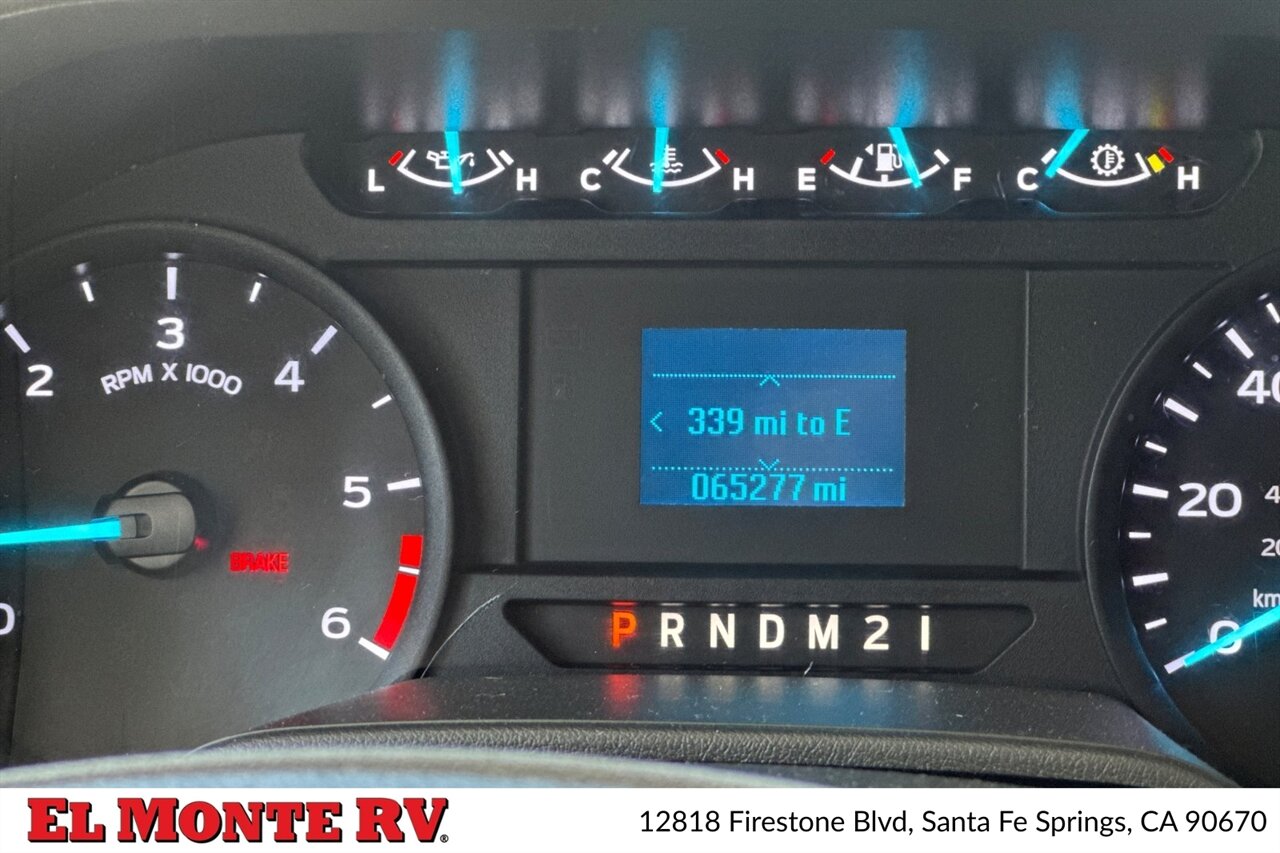 L H C H E F C H
3
2 4
RPM X 1000
5
6
0
BRAKE
< 339 mi to E
065277 mi
P R N D M 2 1
40
20
0
km
EL MONTE RV®
12818 Firestone Blvd, Santa Fe Springs, CA 90670